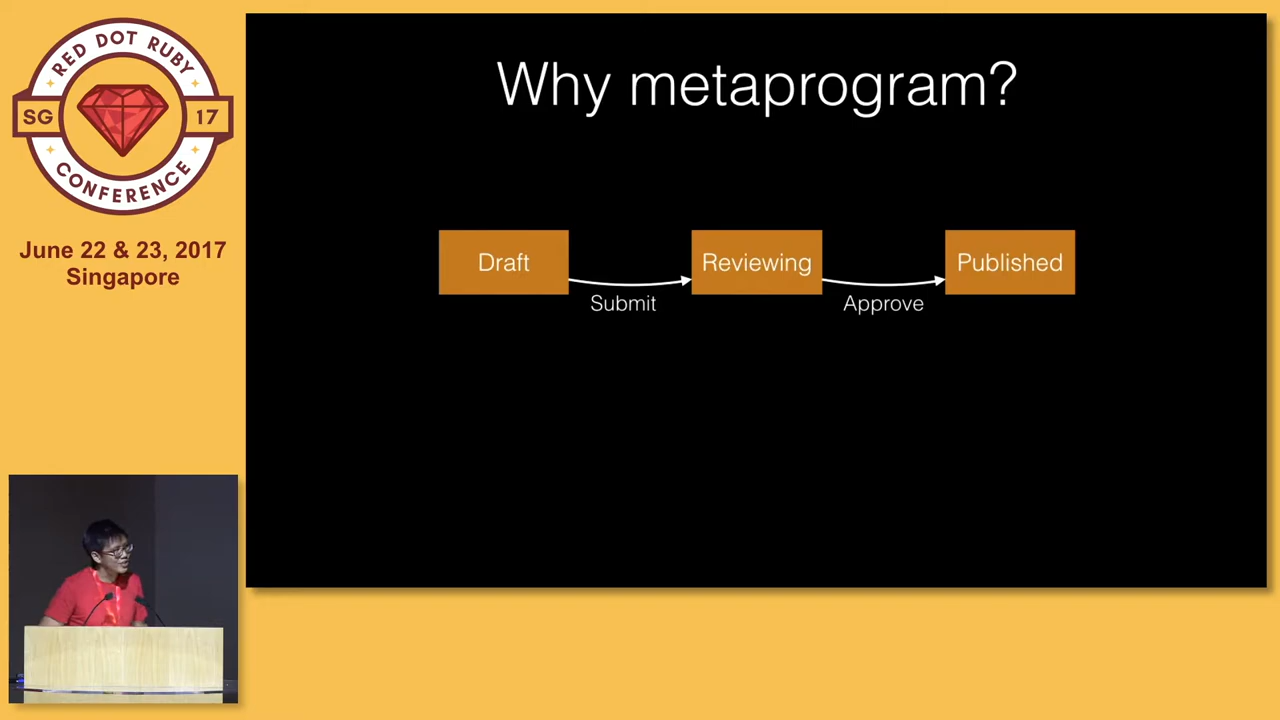 RED DOT RUBY
SG 17
CONFERENCE
June 22 & 23, 2017
Singapore
Why metaprogram?
Draft
Reviewing
Published
Submit
Approve